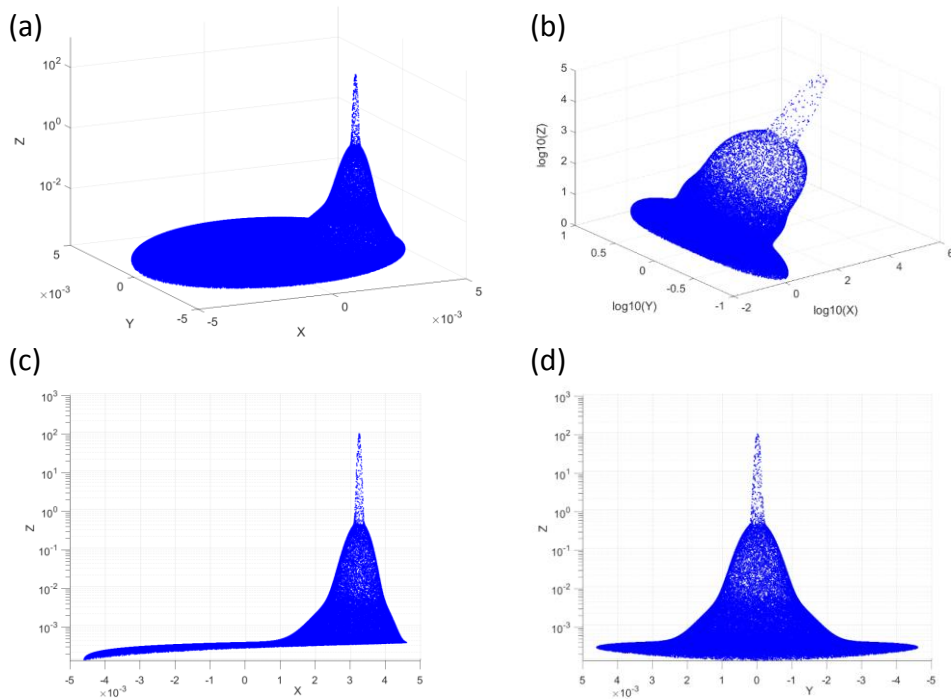 (a)
10^2
10^0
10^-2
Z
5
0
-5
×10^-3
Y
-5
0
5
×10^-3
X
(b)
5
4
3
2
1
0
log10(Z)
1
0.5
0
-0.5
-1
log10(Y)
-2
0
2
4
6
log10(X)
(c)
10^3
10^2
10^1
10^0
10^-1
10^-2
10^-3
Z
-5 -4 -3 -2 -1 0 1 2 3 4 5
×10^-3
X
(d)
10^3
10^2
10^1
10^0
10^-1
10^-2
10^-3
Z
5 4 3 2 1 0 -1 -2 -3 -4 -5
×10^-3
Y